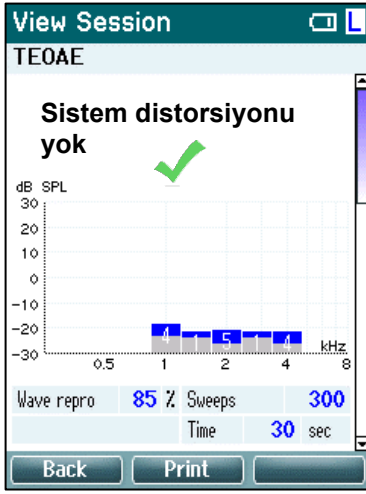 View Session L
TEOAE
Sistem distorsiyonu
yok
dB SPL
30
20
10
0
-10
-20
-30
4 1 5 1 4
kHz
0.5 1 2 4 8
Wave repro 85 % Sweeps 300
Time 30 sec
Back Print